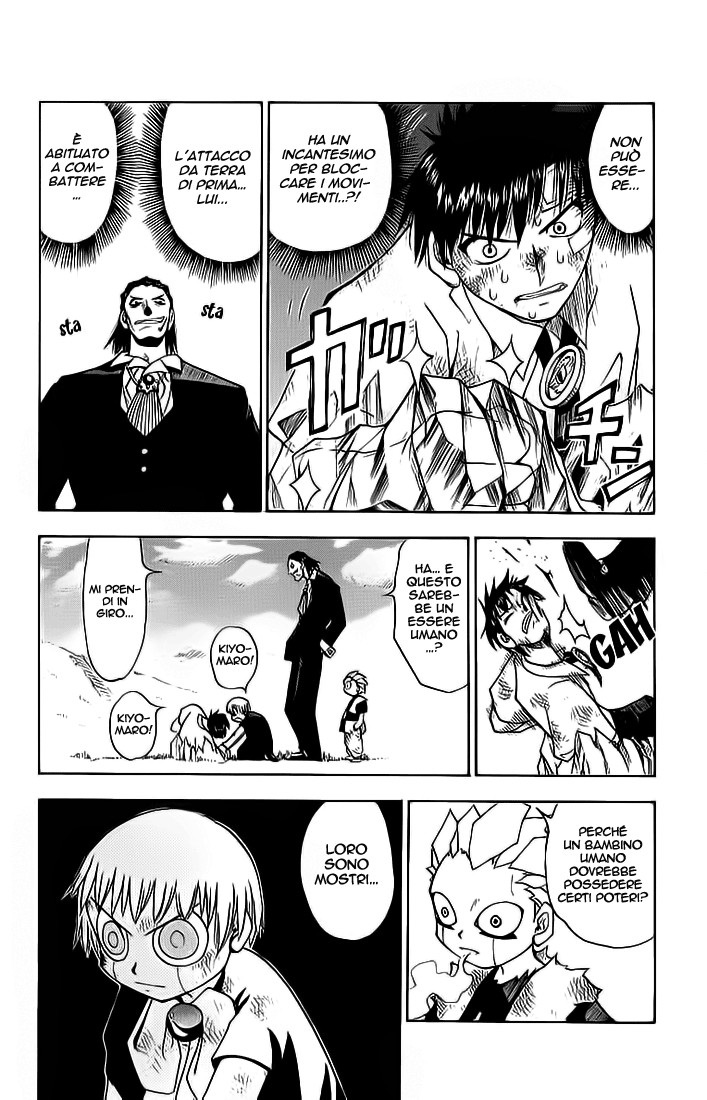 NON
PUÒ
ESSE-
RE...
HA UN
INCANTESIMO
PER BLOC-
CARE I MOVI-
MENTI..?!
ガッ
チン
L'ATTACCO
DA TERRA
DI PRIMA...
LUI...
È
ABITUATO
A COM-
BATTERE
...
sta
sta
GAH
HA... E
QUESTO
SAREB-
BE UN
ESSERE
UMANO
...?
KIYO-
MARO!
KIYO-
MARO!
MI PREN-
DI IN
GIRO...
PERCHÉ
UN BAMBINO
UMANO
DOVREBBE
POSSEDERE
CERTI POTERI?
LORO
SONO
MOSTRI...